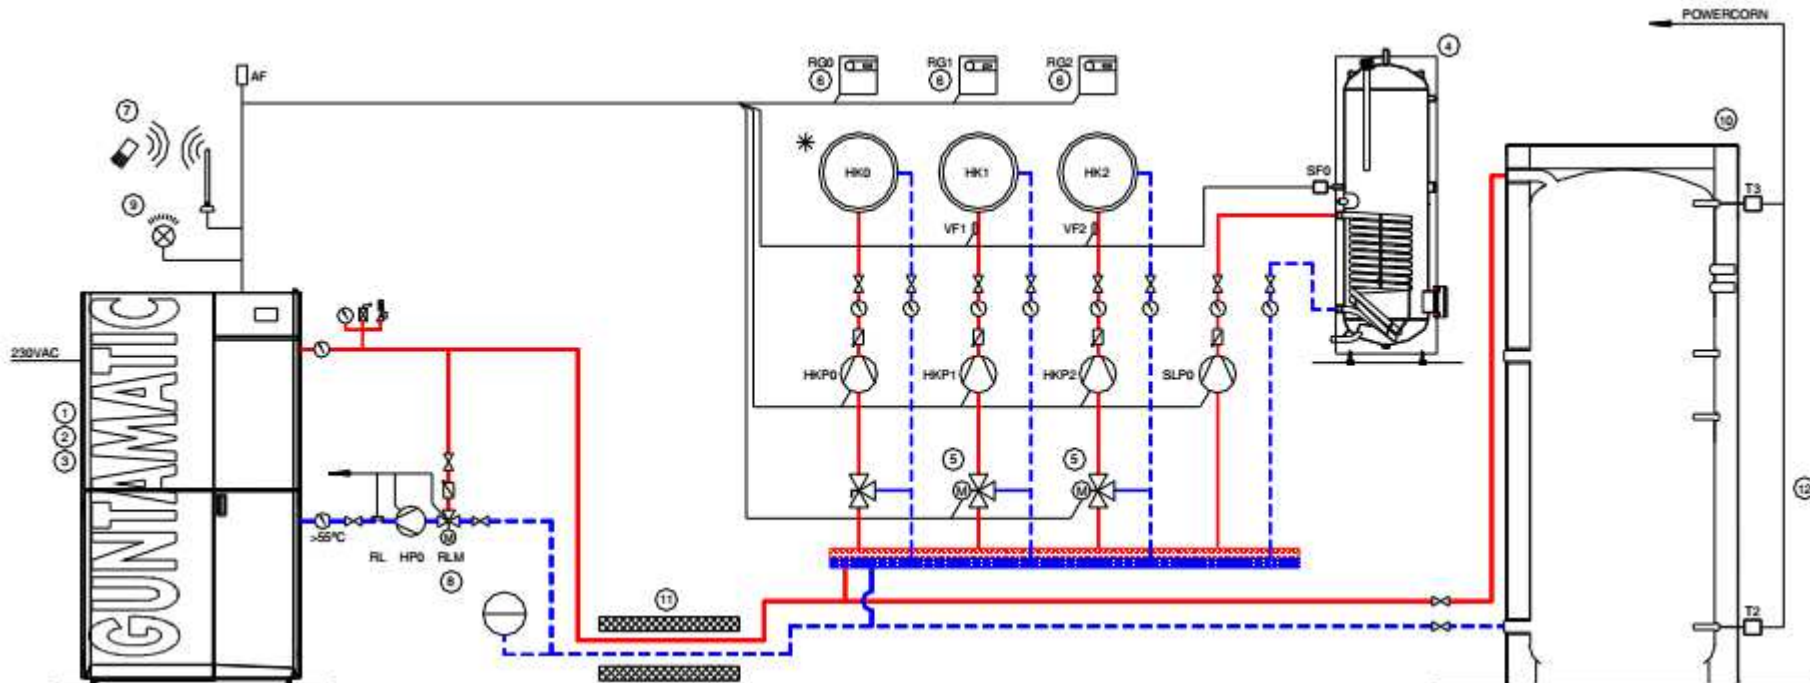 POWERCORN
4
RG0
RG1
RG2
6
6
6
AF
7
10
HK0
HK1
HK2
SF0
T3
9
VF1
VF2
GUNTAMATIC
230VAC
HKP0
HKP1
HKP2
SLP0
1
2
3
5
5
M
M
12
>55°C
M
RL
HP0
RLM
8
11
T2